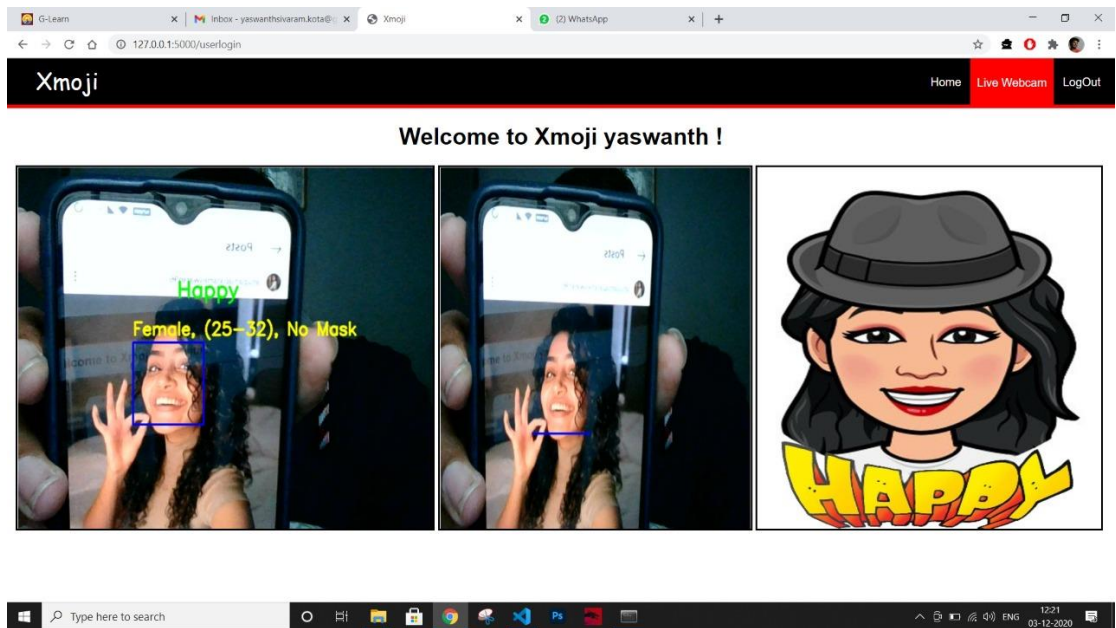 G-Learn
Inbox - yaswanthsivaram.kota@
Xmoji
(2) WhatsApp
127.0.0.1:5000/userlogin
Xmoji
Home
Live Webcam
LogOut
Welcome to Xmoji yaswanth !
Posts
Happy
Female, (25-32), No Mask
Posts
HAPPY
Type here to search
Ps
ENG
12:21
03-12-2020